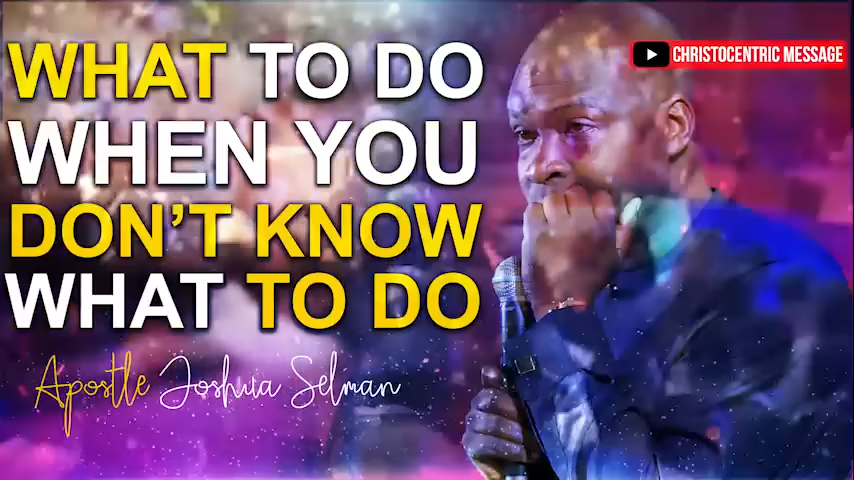 WHAT TO DO
WHEN YOU
DON'T KNOW
WHAT TO DO
Apostle Joshua Selman
CHRISTOCENTRIC MESSAGE